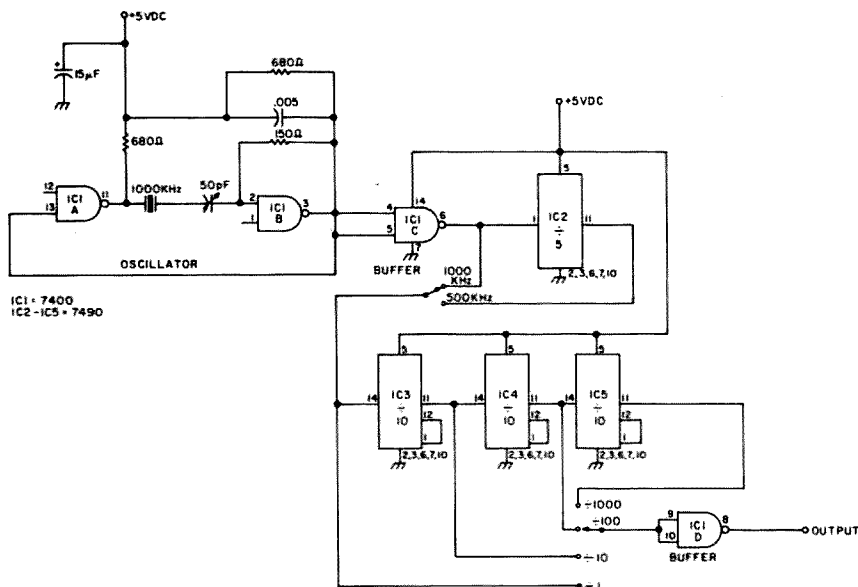 +5VDC
15µF
680Ω
.005
150Ω
+5VDC
680Ω
12
13
IC1
A
11
1000KHz
50pF
2
1
IC1
B
3
4
5
14
IC1
C
6
7
1
5
IC2
÷
5
11
2,3,6,7,10
OSCILLATOR
BUFFER
1000
KHz
500KHz
IC1 = 7400
IC2-IC5 = 7490
14
5
IC3
÷
10
11
12
1
2,3,6,7,10
14
5
IC4
÷
10
11
12
1
2,3,6,7,10
14
5
IC5
÷
10
11
12
1
2,3,6,7,10
÷1000
÷100
÷10
÷1
9
10
IC1
D
8
OUTPUT
BUFFER